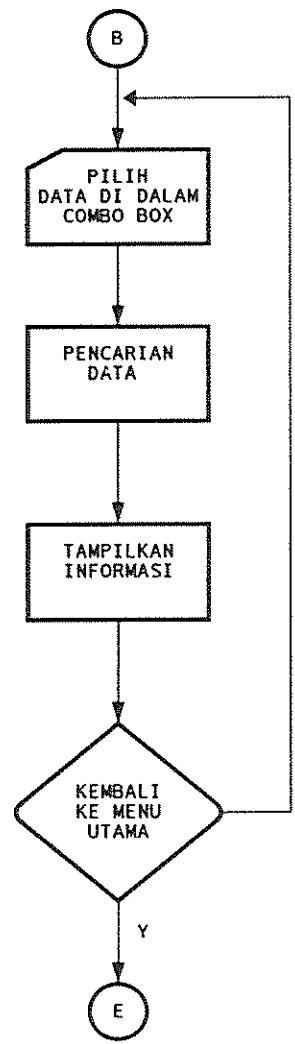 B
PILIH
DATA DI DALAM
COMBO BOX
PENCARIAN
DATA
TAMPILKAN
INFORMASI
KEMBALI
KE MENU
UTAMA
Y
E